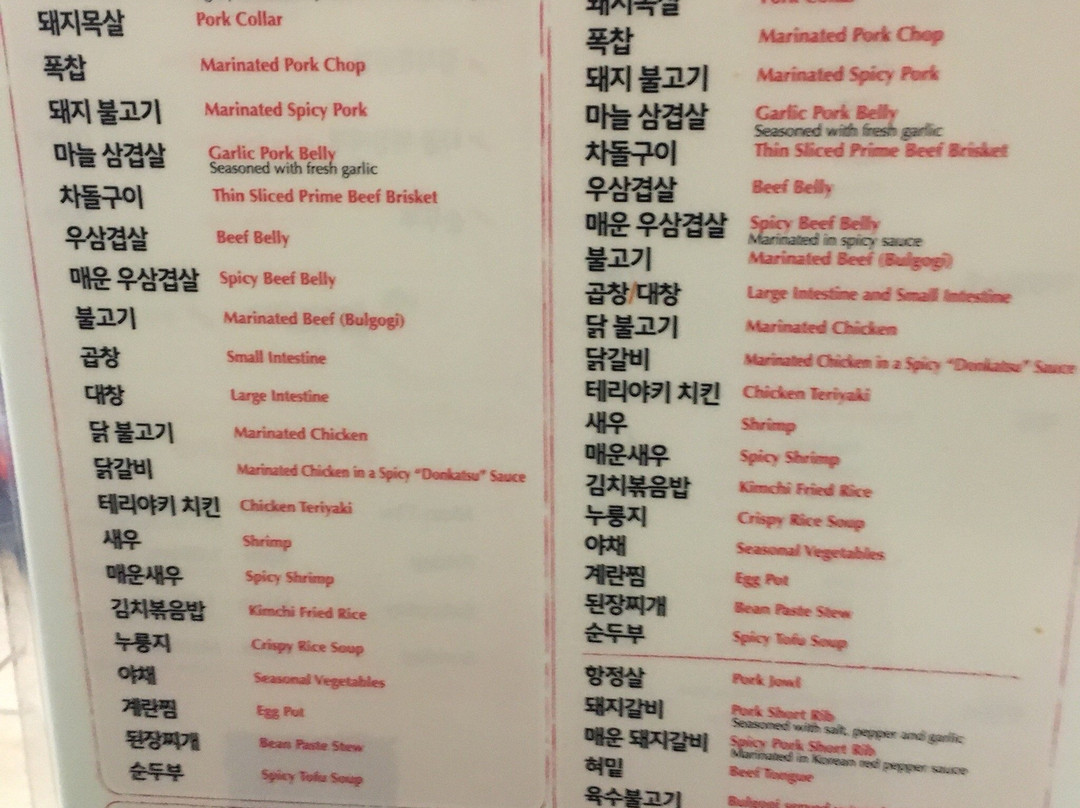 돼지목살 Pork Collar
폭찹 Marinated Pork Chop
돼지 불고기 Marinated Spicy Pork
마늘 삼겹살 Garlic Pork Belly
Seasoned with fresh garlic
차돌구이 Thin Sliced Prime Beef Brisket
우삼겹살 Beef Belly
매운 우삼겹살 Spicy Beef Belly
불고기 Marinated Beef (Bulgogi)
곱창 Small Intestine
대창 Large Intestine
닭 불고기 Marinated Chicken
닭갈비 Marinated Chicken in a Spicy "Donkatsu" Sauce
테리야키 치킨 Chicken Teriyaki
새우 Shrimp
매운새우 Spicy Shrimp
김치볶음밥 Kimchi Fried Rice
누룽지 Crispy Rice Soup
야채 Seasonal Vegetables
계란찜 Egg Pot
된장찌개 Bean Paste Stew
순두부 Spicy Tofu Soup
돼지목살 Pork Collar
폭찹 Marinated Pork Chop
돼지 불고기 Marinated Spicy Pork
마늘 삼겹살 Garlic Pork Belly
Seasoned with fresh garlic
차돌구이 Thin Sliced Prime Beef Brisket
우삼겹살 Beef Belly
매운 우삼겹살 Spicy Beef Belly
Marinated in spicy sauce
불고기 Marinated Beef (Bulgogi)
곱창/대창 Large Intestine and Small Intestine
닭 불고기 Marinated Chicken
닭갈비 Marinated Chicken in a Spicy "Donkatsu" Sauce
테리야키 치킨 Chicken Teriyaki
새우 Shrimp
매운새우 Spicy Shrimp
김치볶음밥 Kimchi Fried Rice
누룽지 Crispy Rice Soup
야채 Seasonal Vegetables
계란찜 Egg Pot
된장찌개 Bean Paste Stew
순두부 Spicy Tofu Soup
항정살 Pork Jowl
돼지갈비 Pork Short Rib
Seasoned with salt, pepper and garlic
매운 돼지갈비 Spicy Pork Short Rib
Marinated in Korean red pepper sauce
혀밑 Beef Tongue
육수불고기 Bulgogi served